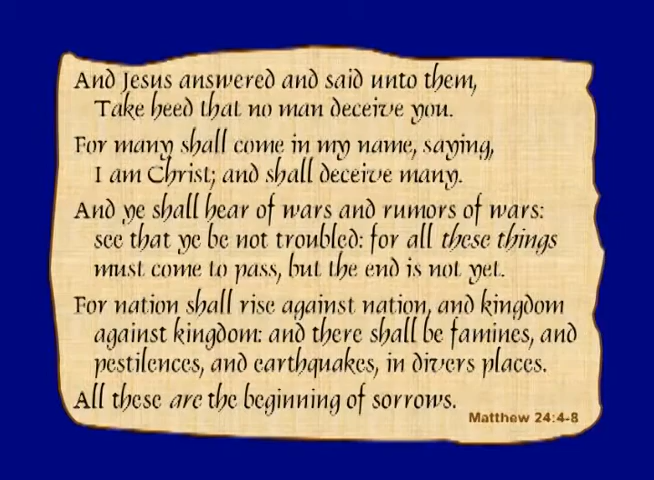 And Jesus answered and said unto them,
Take heed that no man deceive you.
For many shall come in my name, saying,
I am Christ; and shall deceive many.
And ye shall hear of wars and rumors of wars:
see that ye be not troubled: for all these things
must come to pass, but the end is not yet.
For nation shall rise against nation, and kingdom
against kingdom: and there shall be famines, and
pestilences, and earthquakes, in divers places.
All these are the beginning of sorrows.
Matthew 24:4-8